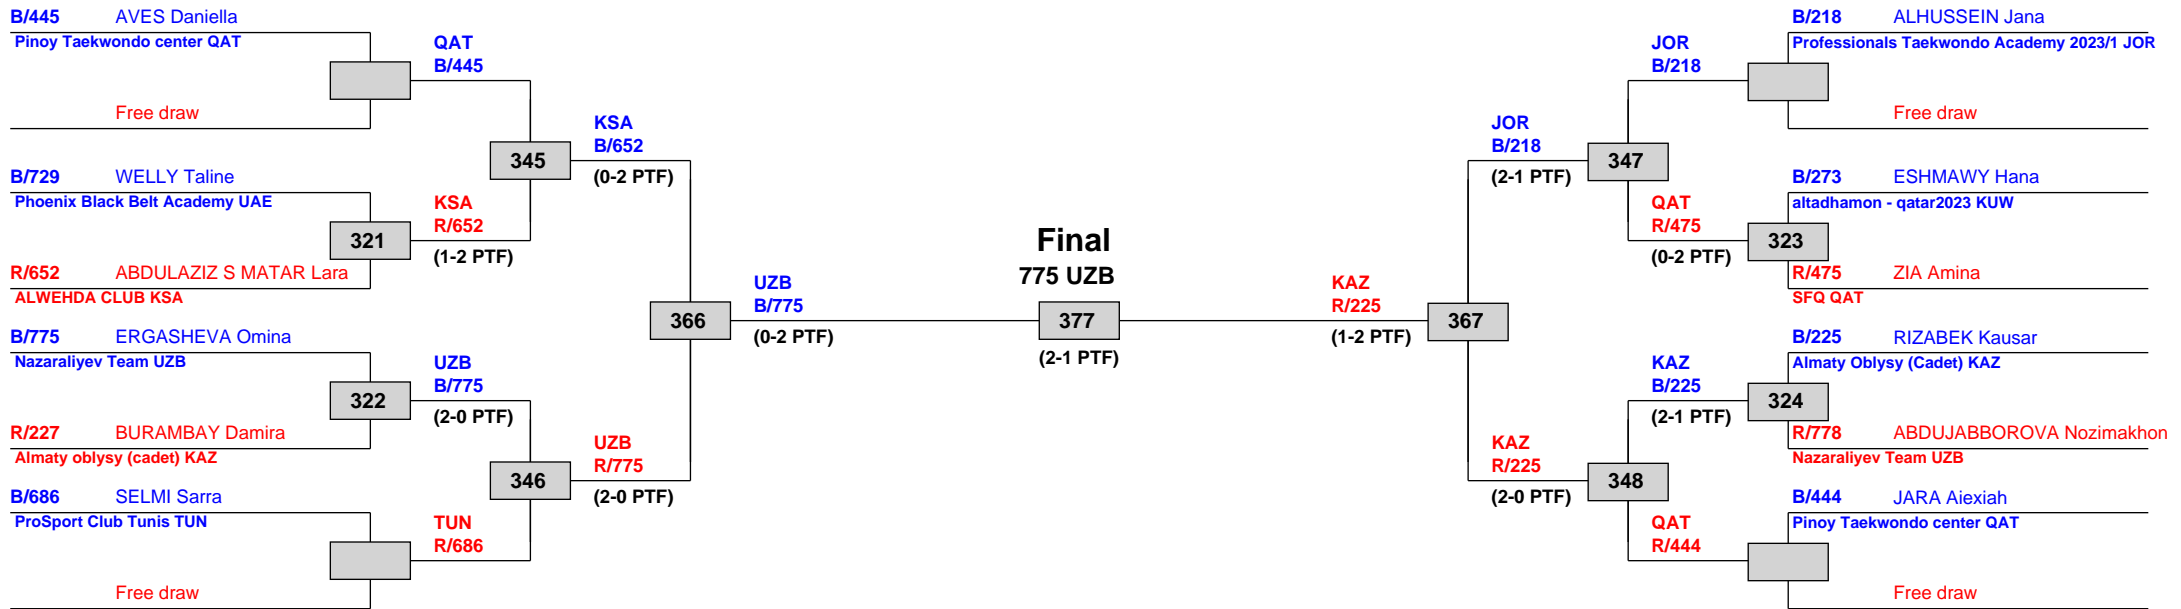 B/445 AVES Daniella
Pinoy Taekwondo center QAT
Free draw
B/729 WELLY Taline
Phoenix Black Belt Academy UAE
321
R/652 ABDULAZIZ S MATAR Lara
ALWEHDA CLUB KSA
B/775 ERGASHEVA Omina
Nazaraliyev Team UZB
322
R/227 BURAMBAY Damira
Almaty oblysy (cadet) KAZ
B/686 SELMI Sarra
ProSport Club Tunis TUN
Free draw
QAT
B/445
345
KSA
R/652
(1-2 PTF)
UZB
B/775
(2-0 PTF)
346
TUN
R/686
KSA
B/652
(0-2 PTF)
366
UZB
R/775
(2-0 PTF)
UZB
B/775
(0-2 PTF)
Final
775 UZB
377
(2-1 PTF)
KAZ
R/225
(1-2 PTF)
367
JOR
B/218
(2-1 PTF)
KAZ
R/225
(2-0 PTF)
JOR
B/218
347
QAT
R/475
(0-2 PTF)
KAZ
B/225
(2-1 PTF)
348
QAT
R/444
B/218 ALHUSSEIN Jana
Professionals Taekwondo Academy 2023/1 JOR
Free draw
B/273 ESHMAWY Hana
altadhamon - qatar2023 KUW
323
R/475 ZIA Amina
SFQ QAT
B/225 RIZABEK Kausar
Almaty Oblysy (Cadet) KAZ
324
R/778 ABDUJABBOROVA Nozimakhon
Nazaraliyev Team UZB
B/444 JARA Aiexiah
Pinoy Taekwondo center QAT
Free draw